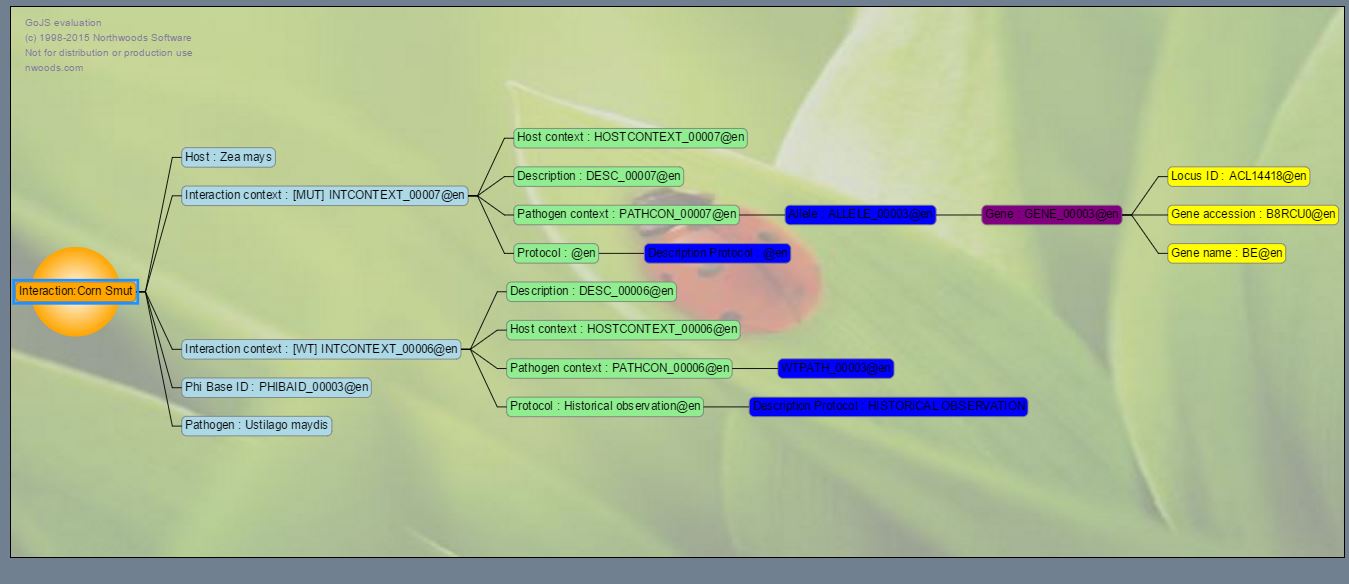 GoJS evaluation
(c) 1998-2015 Northwoods Software
Not for distribution or production use
nwoods.com
Interaction:Corn Smut
Host : Zea mays
Interaction context : [MUT] INTCONTEXT_00007@en
Host context : HOSTCONTEXT_00007@en
Description : DESC_00007@en
Pathogen context : PATHCON_00007@en
Allele : ALLELE_00003@en
Gene : GENE_00003@en
Locus ID : ACL14418@en
Gene accession : B8RCU0@en
Gene name : BE@en
Protocol : @en
Description Protocol : @en
Interaction context : [WT] INTCONTEXT_00006@en
Description : DESC_00006@en
Host context : HOSTCONTEXT_00006@en
Pathogen context : PATHCON_00006@en
WTPATH_00003@en
Protocol : Historical observation@en
Description Protocol : HISTORICAL OBSERVATION
Phi Base ID : PHIBAID_00003@en
Pathogen : Ustilago maydis